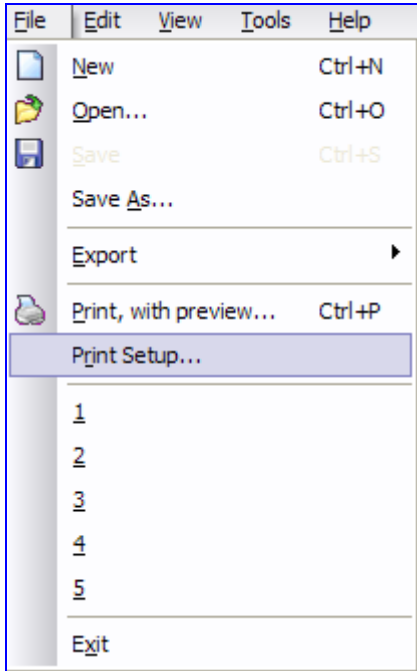 File Edit View Tools Help
New Ctrl+N
Open... Ctrl+O
Save Ctrl+S
Save As...
Export
Print, with preview... Ctrl+P
Print Setup...
1
2
3
4
5
Exit